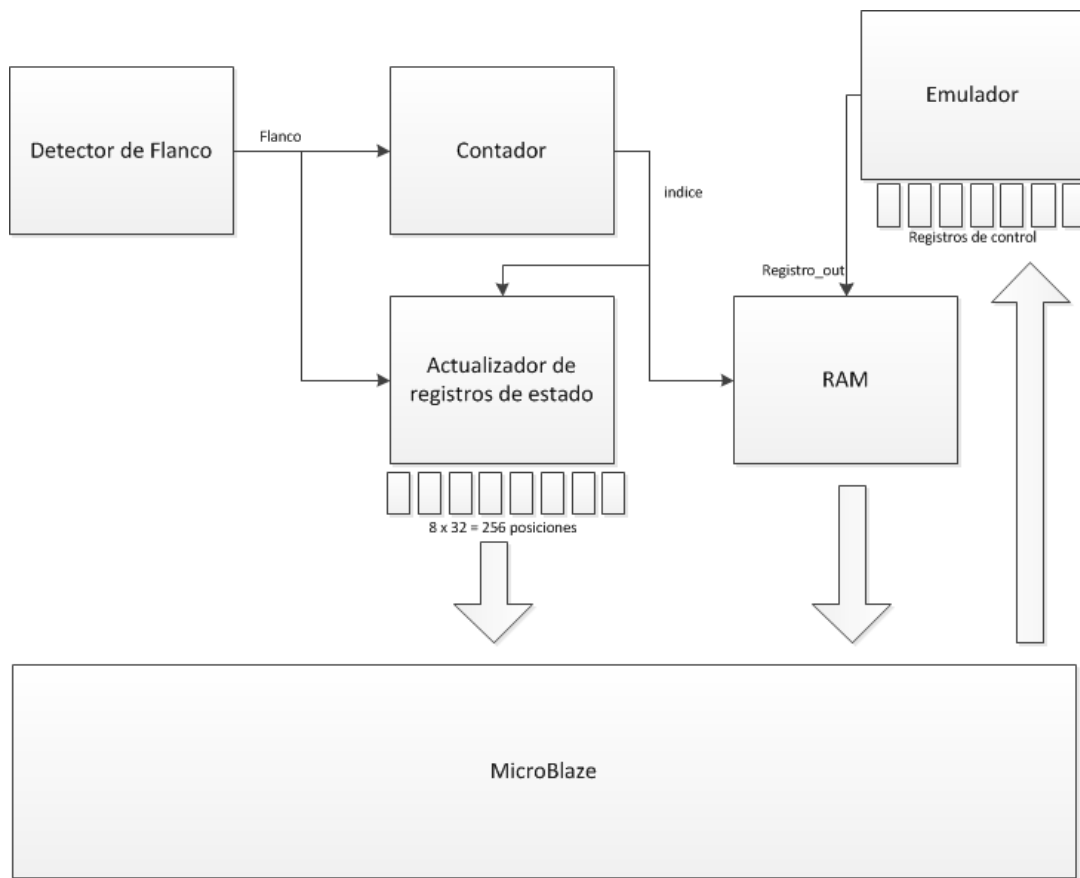 Emulador
Detector de Flanco
Flanco
Contador
indice
Registros de control
Registro_out
Actualizador de
registros de estado
RAM
8 x 32 = 256 posiciones
MicroBlaze